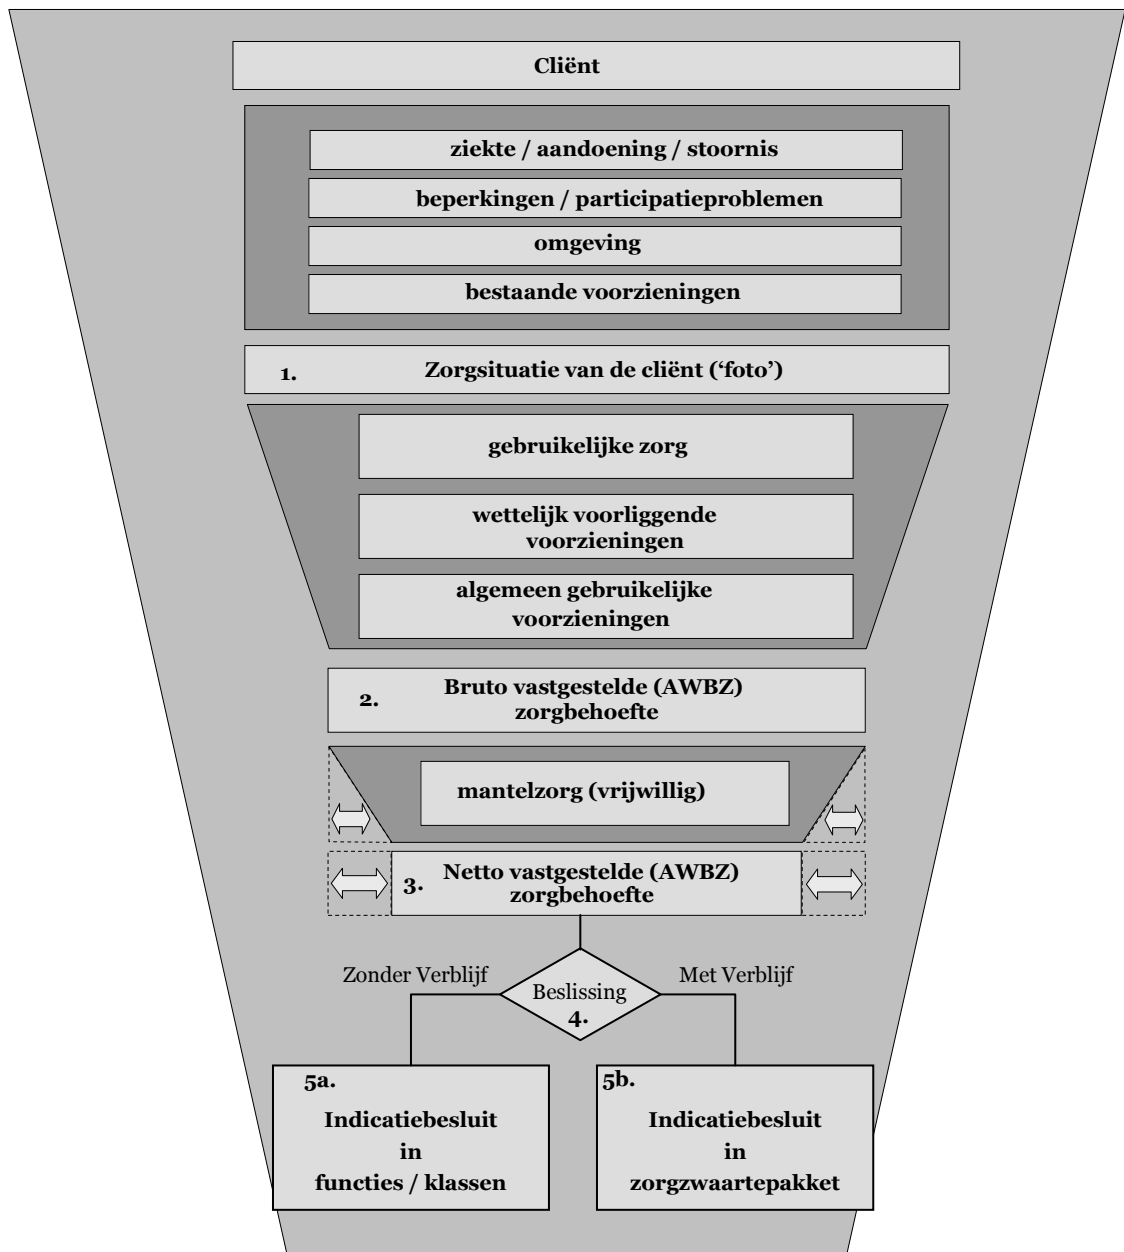 Cliënt
ziekte / aandoening / stoornis
beperkingen / participatieproblemen
omgeving
bestaande voorzieningen
1. Zorgsituatie van de cliënt (‘foto’)
gebruikelijke zorg
wettelijk voorliggende
voorzieningen
algemeen gebruikelijke
voorzieningen
2. Bruto vastgestelde (AWBZ)
zorgbehoefte
mantelzorg (vrijwillig)
3. Netto vastgestelde (AWBZ)
zorgbehoefte
Zonder Verblijf
Met Verblijf
Beslissing
4.
5a.
Indicatiebesluit
in
functies / klassen
5b.
Indicatiebesluit
in
zorgzwaartepakket